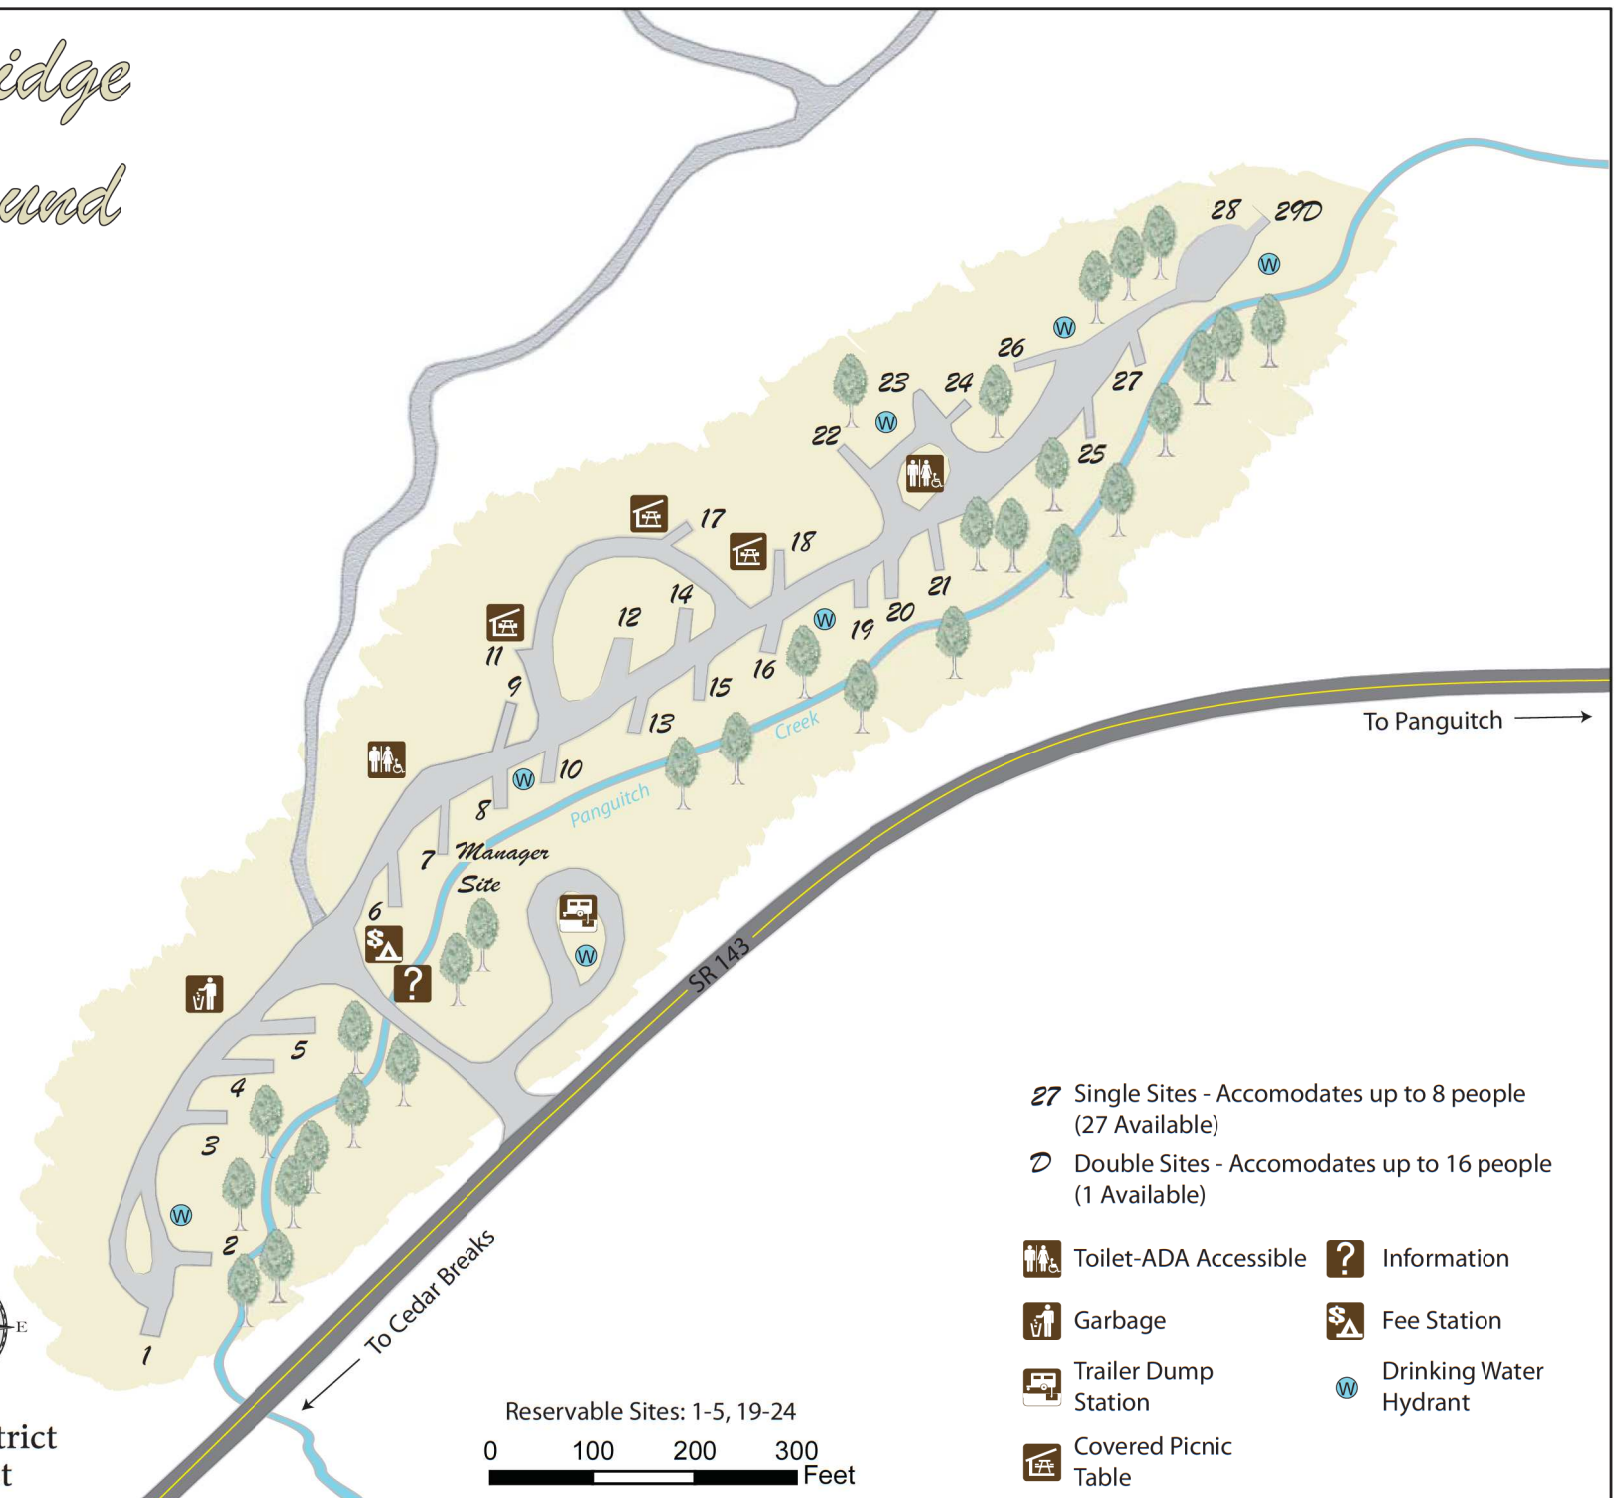 idge
und
28
29D
W
W
26
27
23
24
W
22
25
17
18
14
12
21
20
19
W
16
11
15
9
13
10
W
8
Creek
Panguitch
To Panguitch
7
Manager
Site
6
$
?
W
SR 143
5
4
3
W
2
1
E
To Cedar Breaks
27 Single Sites - Accomodates up to 8 people
(27 Available)
D Double Sites - Accomodates up to 16 people
(1 Available)
Toilet-ADA Accessible
? Information
Garbage
$ Fee Station
Trailer Dump
Station
W Drinking Water
Hydrant
Covered Picnic
Table
trict
t
Reservable Sites: 1-5, 19-24
0 100 200 300
Feet